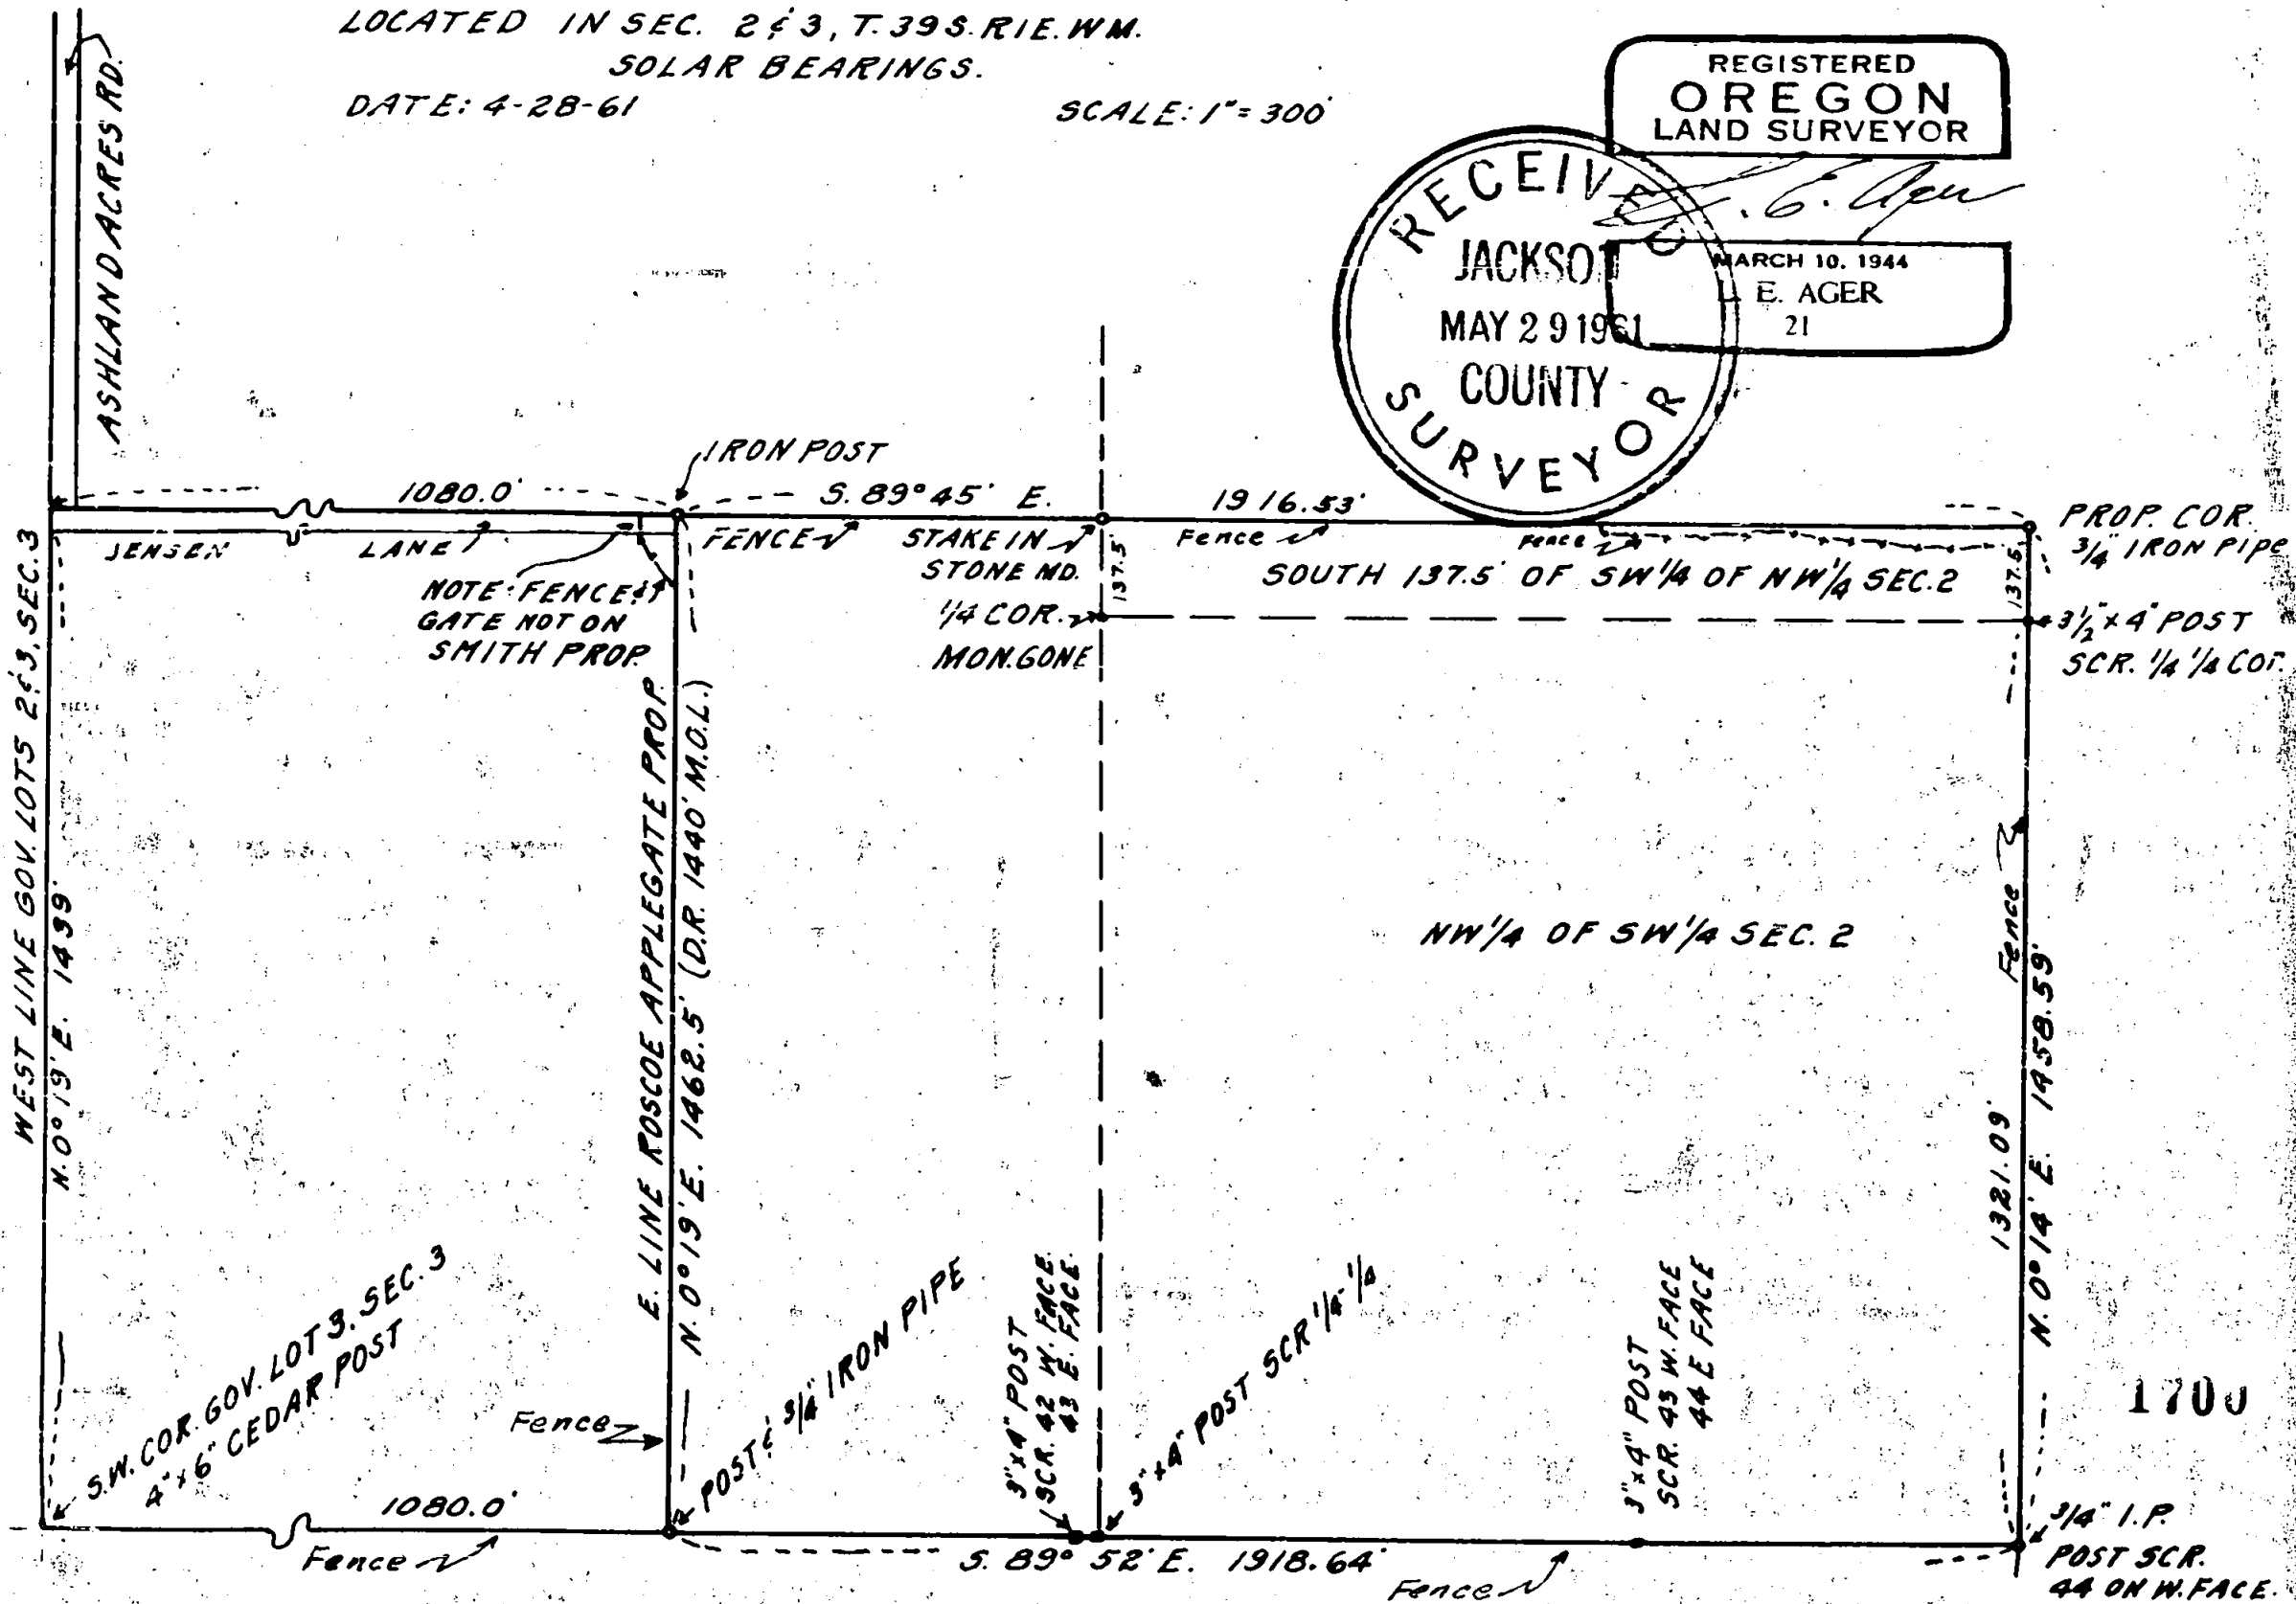 LOCATED IN SEC. 2 & 3, T. 39 S. R 1 E. W M.
SOLAR BEARINGS.
DATE: 4-28-61
SCALE: 1" = 300'
REGISTERED
OREGON
LAND SURVEYOR
MARCH 10. 1944
L. E. AGER
21
RECEIVED
JACKSON
MAY 29 1961
COUNTY
SURVEYOR
ASHLAND ACRES RD.
IRON POST
1080.0'
S. 89° 45' E.
1916.53'
JENSEN LANE
FENCE
STAKE IN
STONE MD.
Fence
Fence
137.5'
137.5'
PROP. COR.
3/4" IRON PIPE
NOTE: FENCE &
GATE NOT ON
SMITH PROP.
1/4 COR.
MON. GONE
SOUTH 137.5' OF SW 1/4 OF NW 1/4 SEC. 2
3 1/2" x 4" POST
SCR. 1/4 1/4 COR.
WEST LINE GOV. LOTS 2 & 3, SEC. 3
N. 0° 19' E. 1439'
E. LINE ROSCOE APPLEGATE PROP.
N. 0° 19' E. 1462.5' (D.R. 1440' M.O.L.)
NW 1/4 OF SW 1/4 SEC. 2
Fence
1321.09'
N. 0° 14' E. 1458.59'
S.W. COR. GOV. LOT 3. SEC. 3
4" x 6" CEDAR POST
Fence
POST & 3/4" IRON PIPE
3" x 4" POST
SCR. 42 W. FACE
43 E. FACE
3" x 4" POST SCR 1/4-1/4
3" x 4" POST
SCR. 43 W. FACE
44 E FACE
1080.0'
Fence
S. 89° 52' E. 1918.64'
Fence
3/4" I.P.
POST SCR.
44 ON W. FACE.